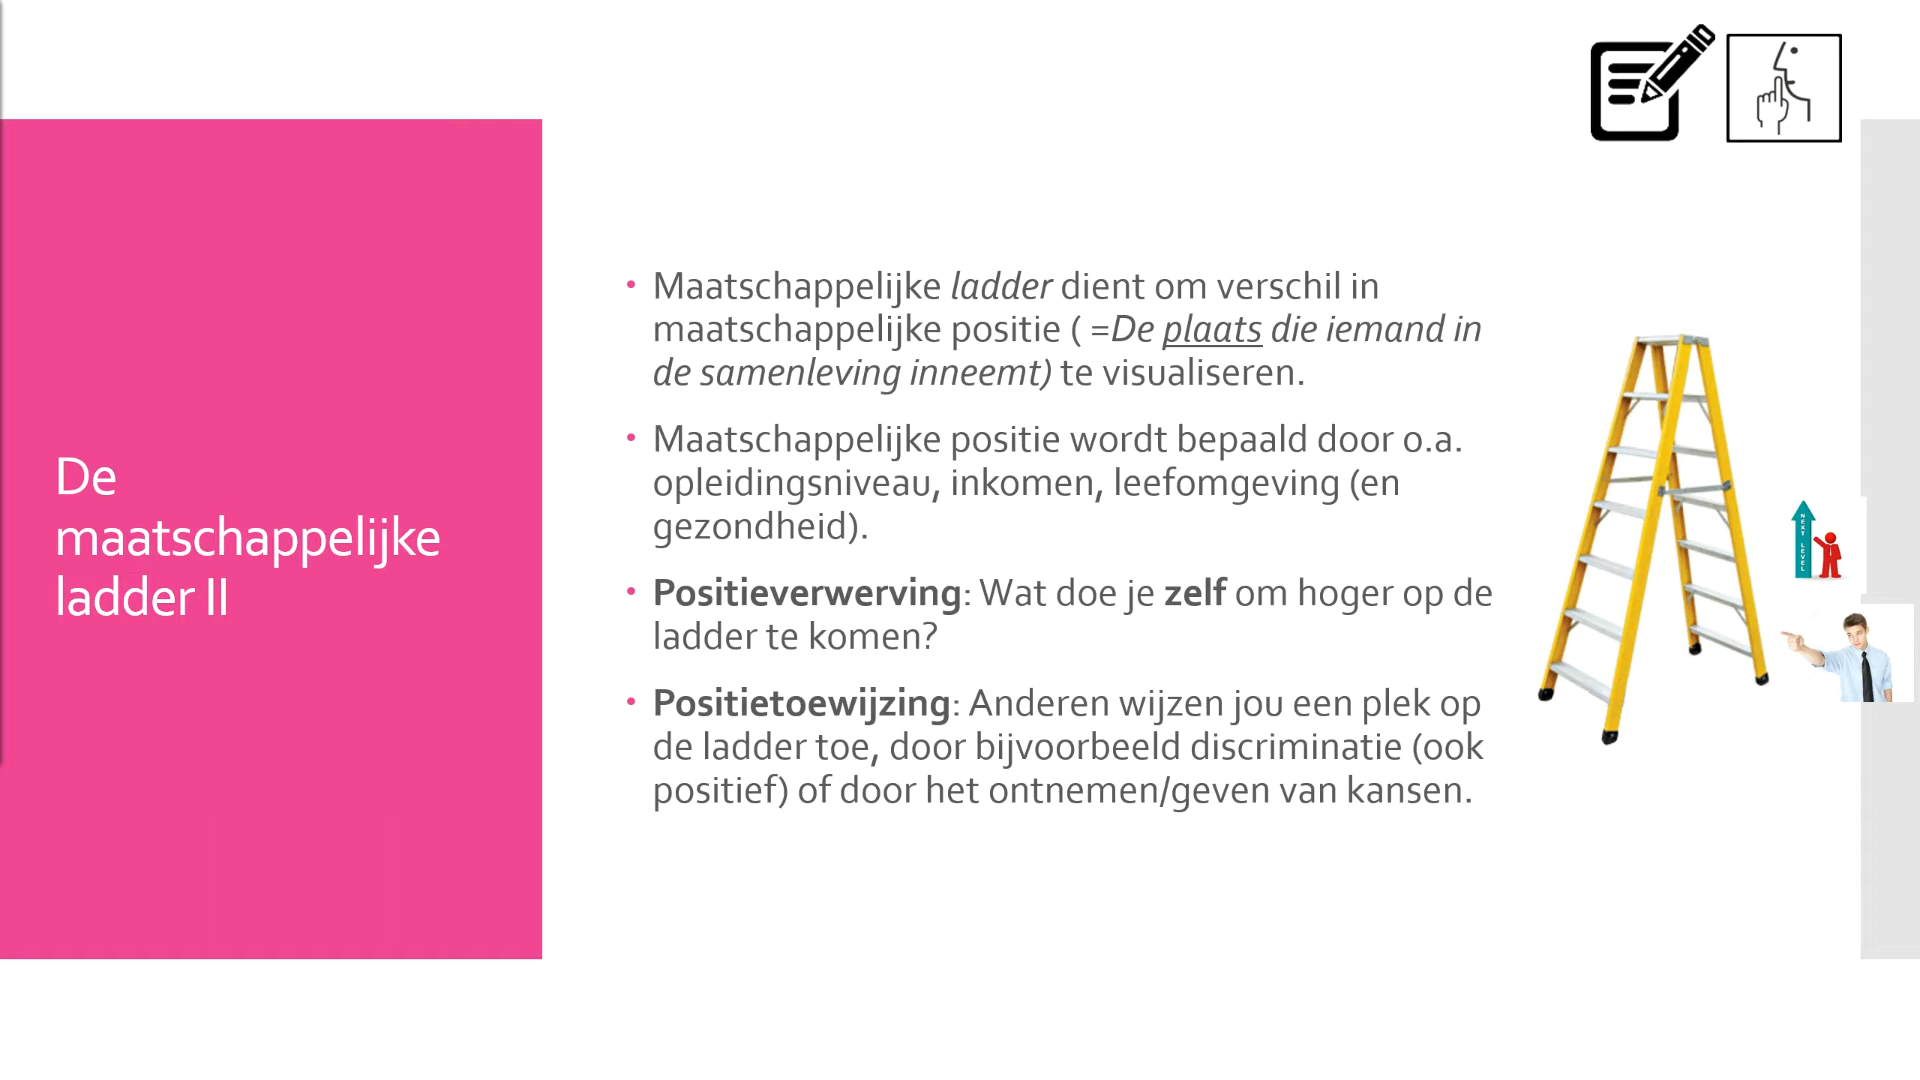 De
maatschappelijke
ladder II
• Maatschappelijke ladder dient om verschil in
maatschappelijke positie ( =De plaats die iemand in
de samenleving inneemt) te visualiseren.
• Maatschappelijke positie wordt bepaald door o.a.
opleidingsniveau, inkomen, leefomgeving (en
gezondheid).
• Positieverwerving: Wat doe je zelf om hoger op de
ladder te komen?
• Positietoewijzing: Anderen wijzen jou een plek op
de ladder toe, door bijvoorbeeld discriminatie (ook
positief) of door het ontnemen/geven van kansen.
NEXT LEVEL